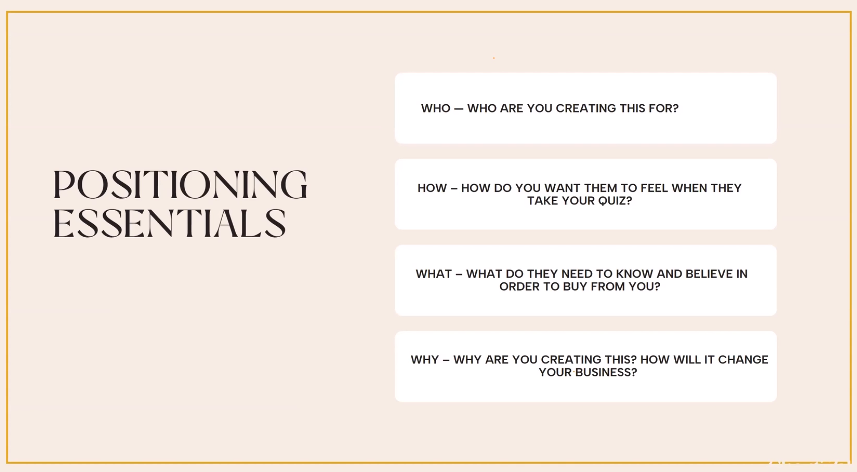 POSITIONING
ESSENTIALS
WHO — WHO ARE YOU CREATING THIS FOR?
HOW – HOW DO YOU WANT THEM TO FEEL WHEN THEY
TAKE YOUR QUIZ?
WHAT – WHAT DO THEY NEED TO KNOW AND BELIEVE IN
ORDER TO BUY FROM YOU?
WHY – WHY ARE YOU CREATING THIS? HOW WILL IT CHANGE
YOUR BUSINESS?